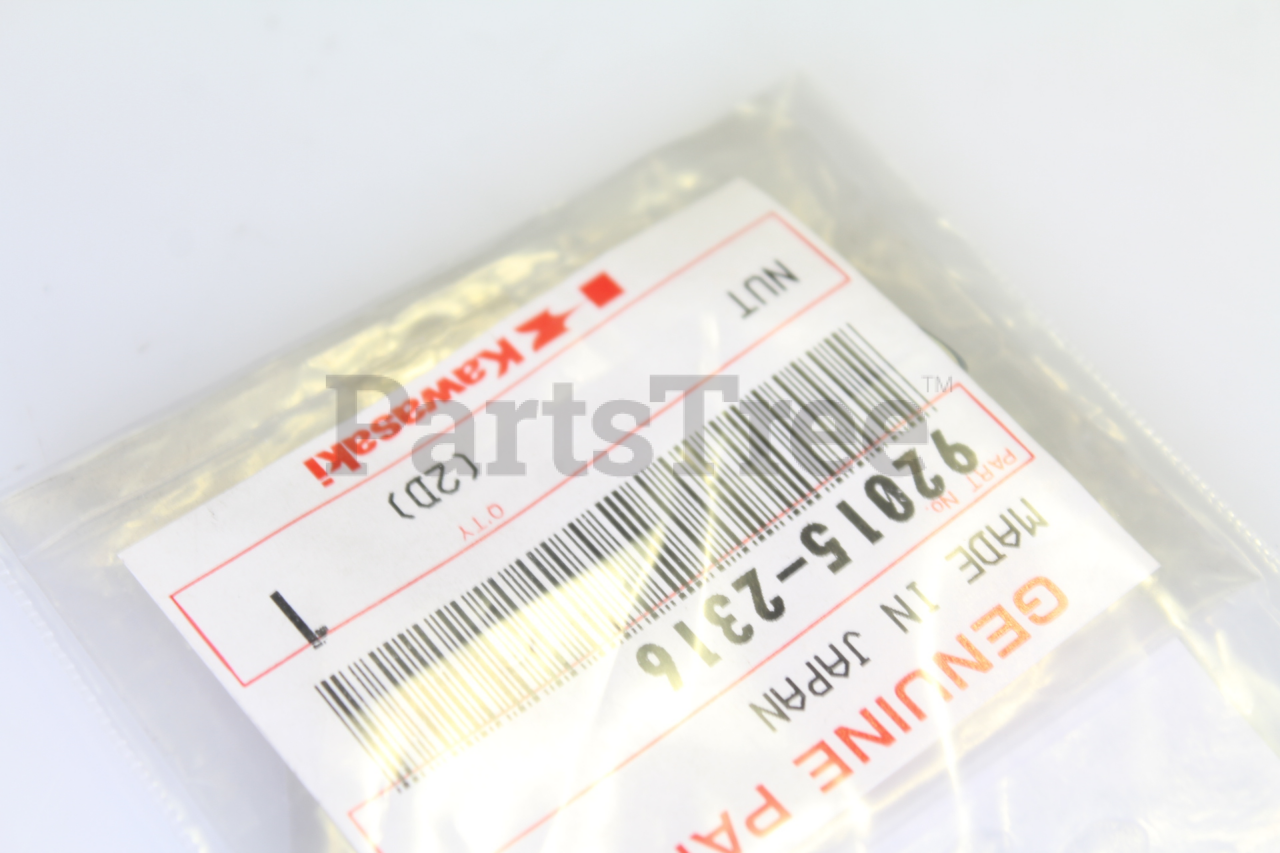 GENUINE PA
MADE IN JAPAN
PART NO.
92015-2316
NUT
Q'TY
1
(2D)
Kawasaki
PartsTree™